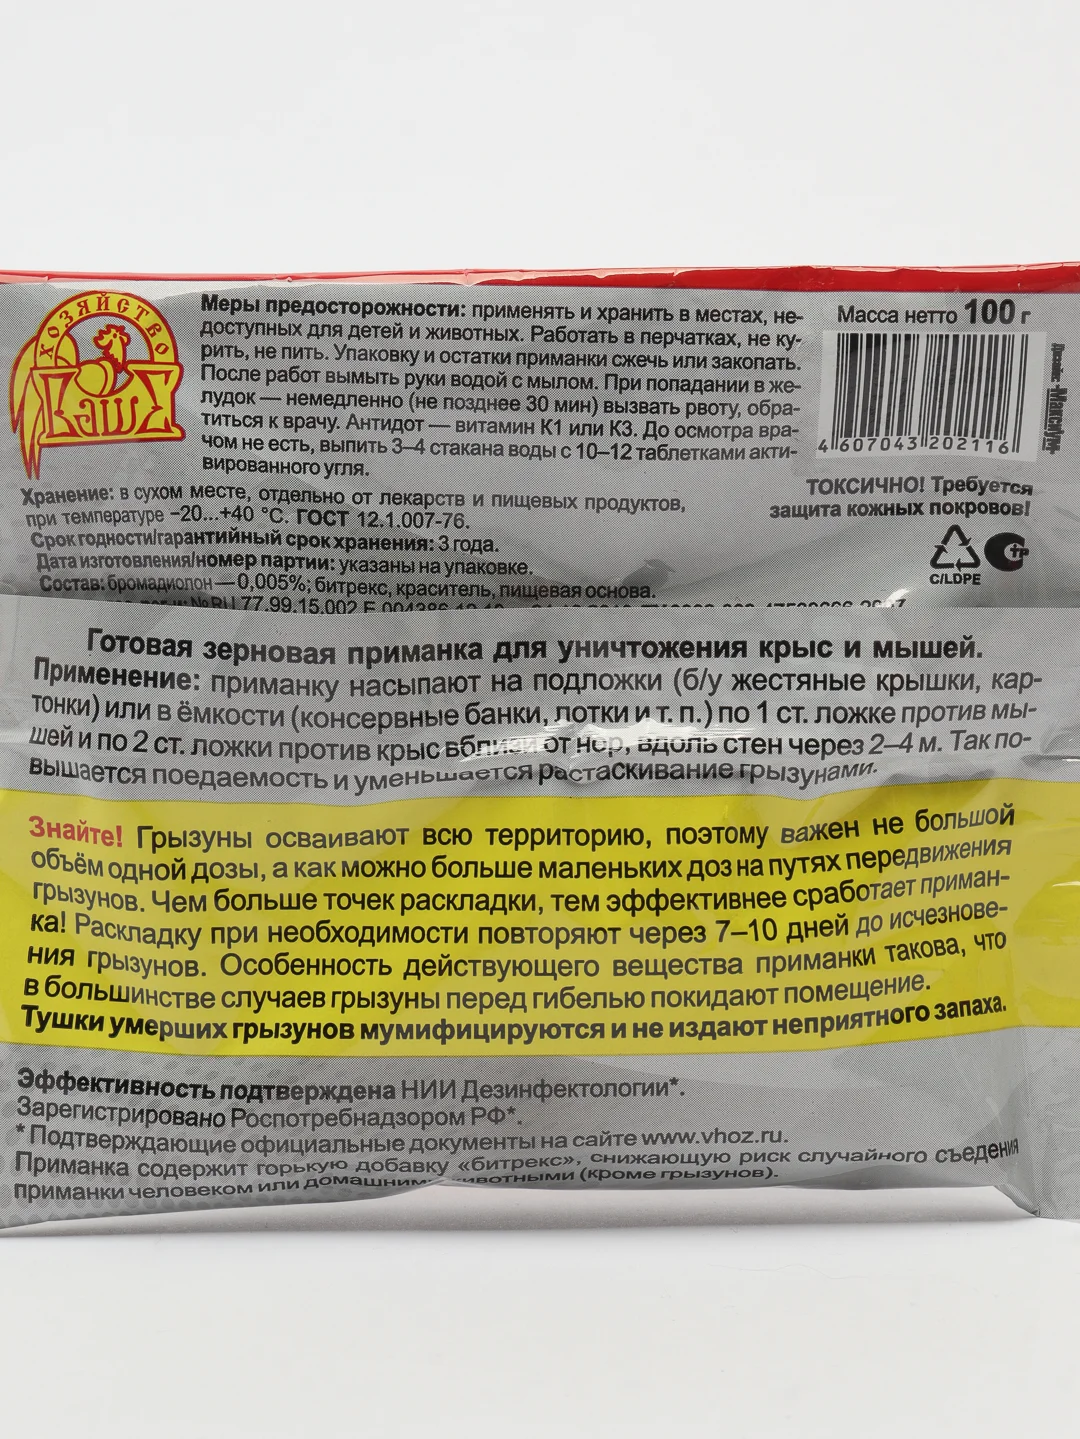 ХОЗЯЙСТВО
ВАШЕ
Меры предосторожности: применять и хранить в местах, не-
доступных для детей и животных. Работать в перчатках, не ку-
рить, не пить. Упаковку и остатки приманки сжечь или закопать.
После работ вымыть руки водой с мылом. При попадании в же-
лудок — немедленно (не позднее 30 мин) вызвать рвоту, обра-
титься к врачу. Антидот — витамин К1 или К3. До осмотра вра-
чом не есть, выпить 3–4 стакана воды с 10–12 таблетками акти-
вированного угля.
Масса нетто 100 г
Дизайн: «Максимум»
4 607043 202116
ТОКСИЧНО! Требуется
защита кожных покровов!
C/LDPE
Хранение: в сухом месте, отдельно от лекарств и пищевых продуктов,
при температуре −20...+40 °C. ГОСТ 12.1.007-76.
Срок годности/гарантийный срок хранения: 3 года.
Дата изготовления/номер партии: указаны на упаковке.
Состав: бромадиолон — 0,005%; битрекс, краситель, пищевая основа.
77.99.15.002.Е.004386.12.10
Готовая зерновая приманка для уничтожения крыс и мышей.
Применение: приманку насыпают на подложки (б/у жестяные крышки, кар-
тонки) или в ёмкости (консервные банки, лотки и т. п.) по 1 ст. ложке против мы-
шей и по 2 ст. ложки против крыс вблизи от нор, вдоль стен через 2–4 м. Так по-
вышается поедаемость и уменьшается растаскивание грызунами.
Знайте! Грызуны осваивают всю территорию, поэтому важен не большой
объём одной дозы, а как можно больше маленьких доз на путях передвижения
грызунов. Чем больше точек раскладки, тем эффективнее сработает приман-
ка! Раскладку при необходимости повторяют через 7–10 дней до исчезнове-
ния грызунов. Особенность действующего вещества приманки такова, что
в большинстве случаев грызуны перед гибелью покидают помещение.
Тушки умерших грызунов мумифицируются и не издают неприятного запаха.
Эффективность подтверждена НИИ Дезинфектологии*.
Зарегистрировано Роспотребнадзором РФ*.
* Подтверждающие официальные документы на сайте www.vhoz.ru.
Приманка содержит горькую добавку «битрекс», снижающую риск случайного съедения
приманки человеком или домашними животными (кроме грызунов).